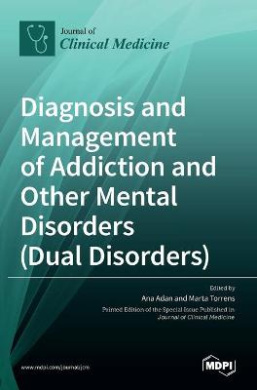 Journal of
Clinical Medicine
Diagnosis and
Management
of Addiction and
Other Mental
Disorders
(Dual Disorders)
Edited by
Ana Adan and Marta Torrens
Printed Edition of the Special Issue Published in
Journal of Clinical Medicine
www.mdpi.com/journal/jcm
MDPI